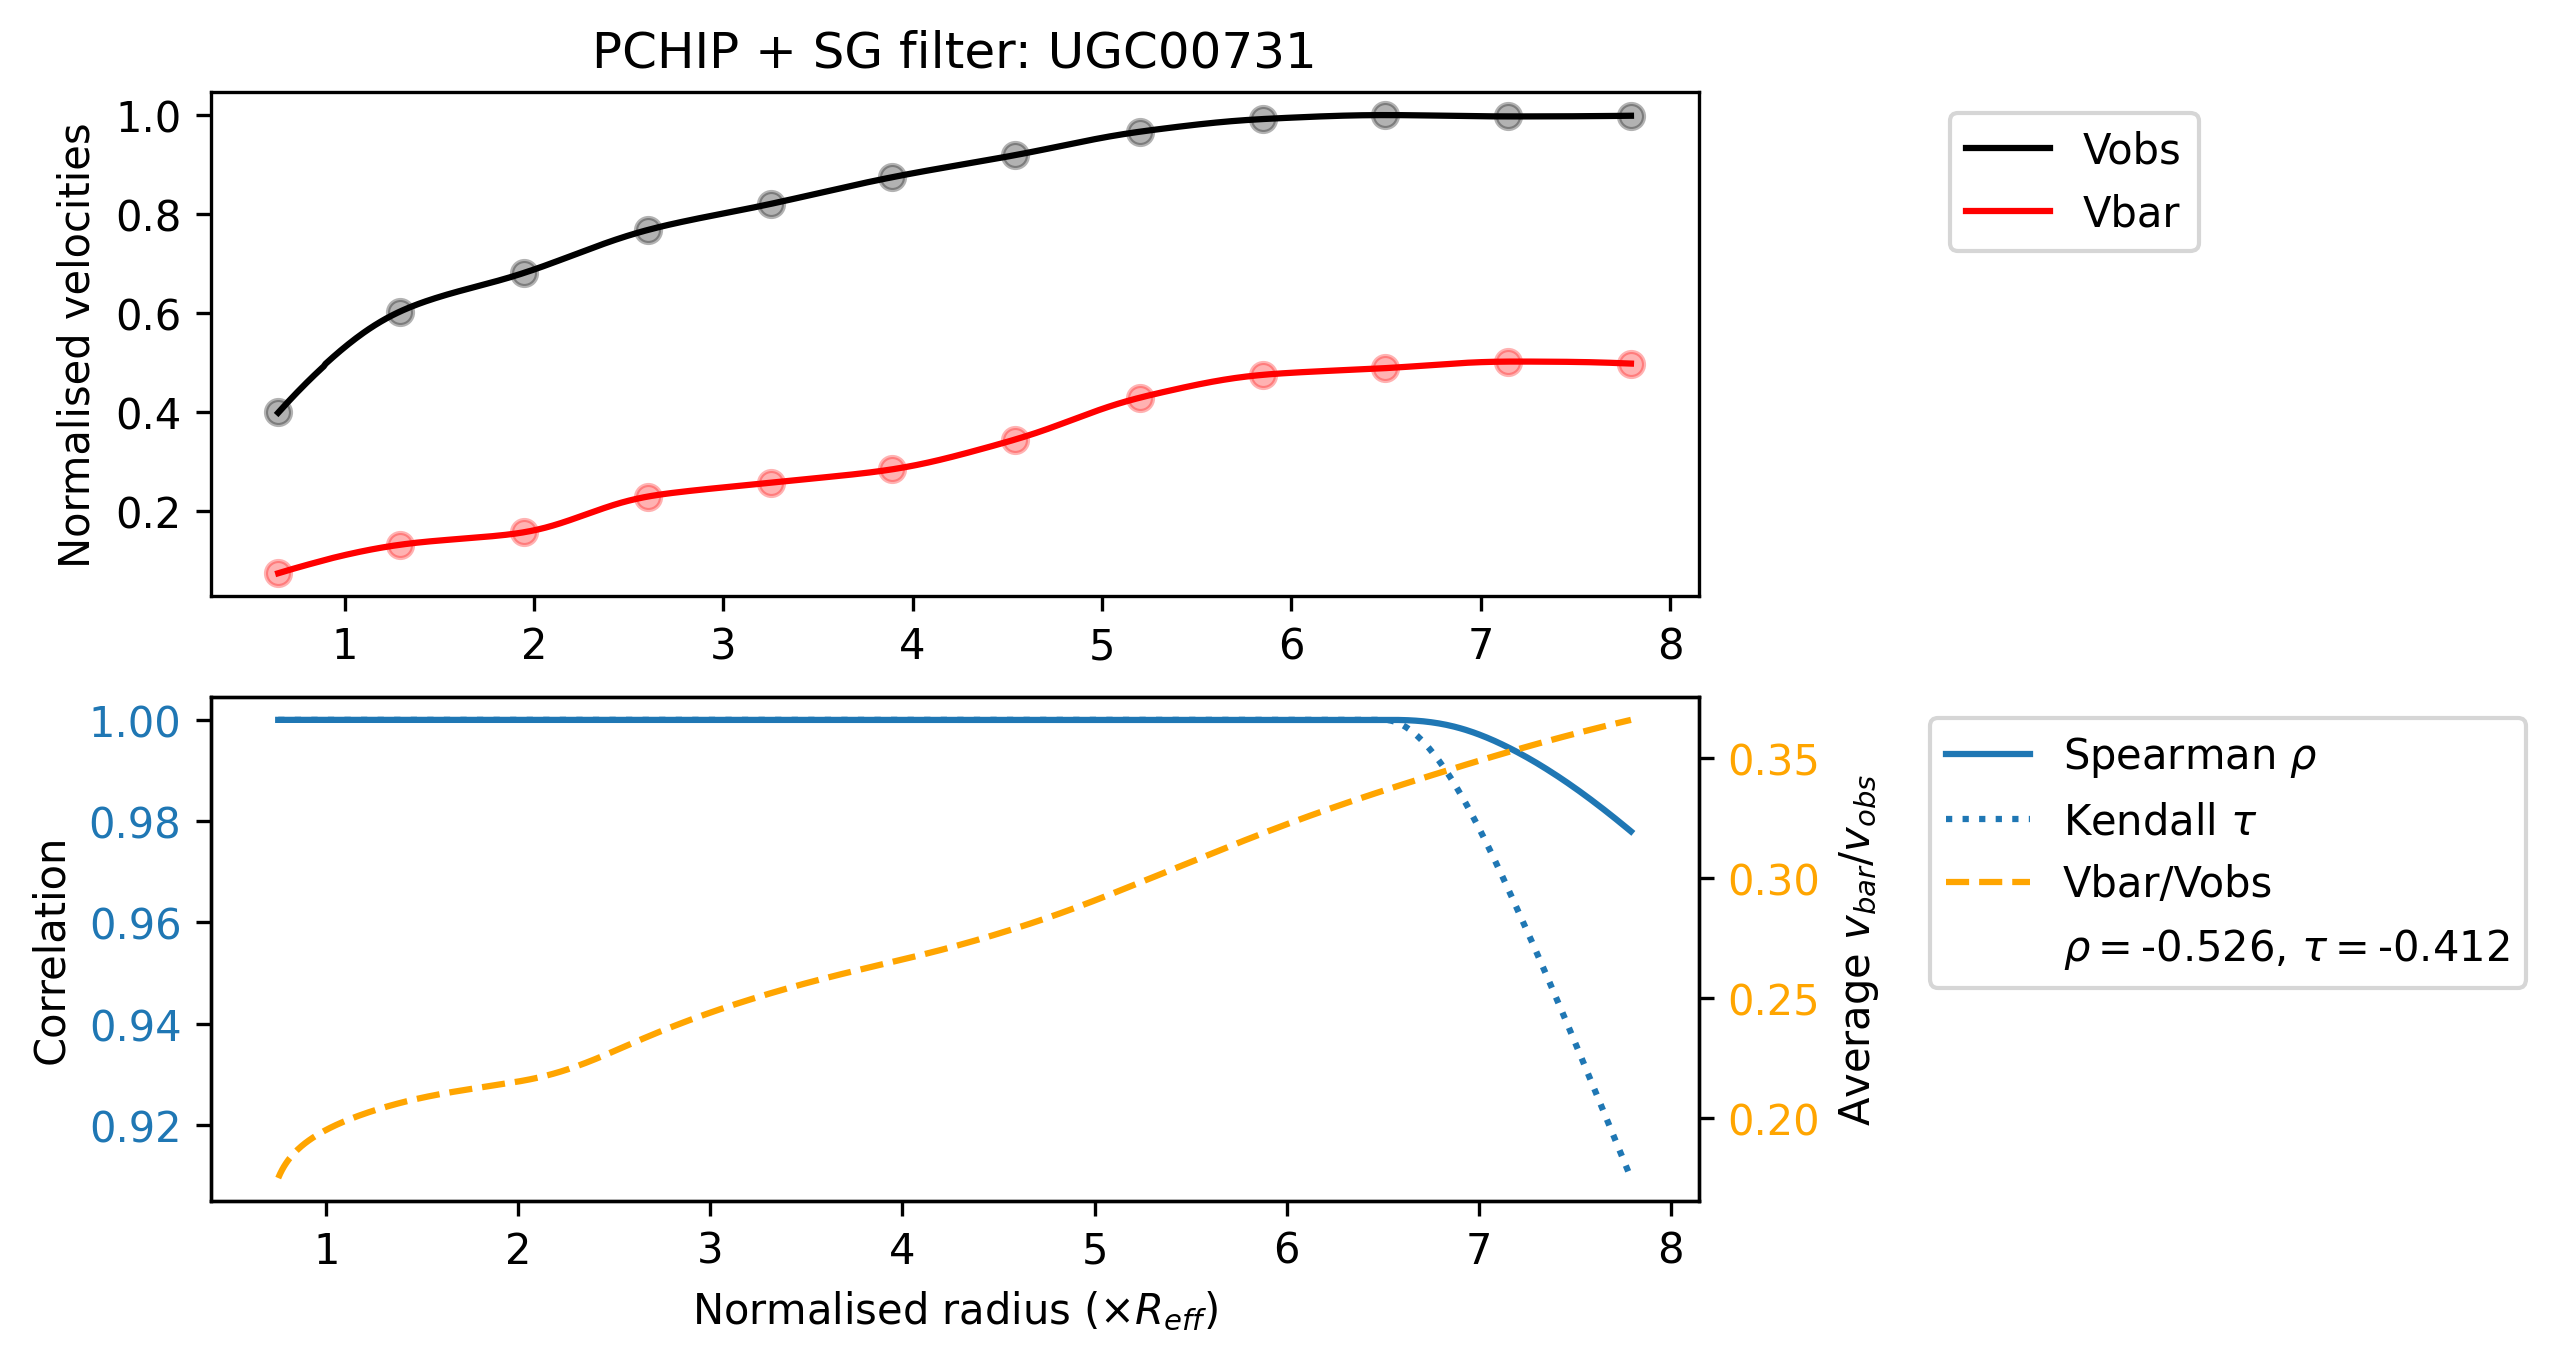 PCHIP + SG filter: UGC00731
Normalised velocities
1.0
0.8
0.6
0.4
0.2
1 2 3 4 5 6 7 8
Vobs
Vbar
Correlation
1.00
0.98
0.96
0.94
0.92
1 2 3 4 5 6 7 8
Normalised radius (×R_eff)
0.35
0.30
0.25
0.20
Average v_bar/v_obs
Spearman ρ
Kendall τ
Vbar/Vobs
ρ = -0.526, τ = -0.412